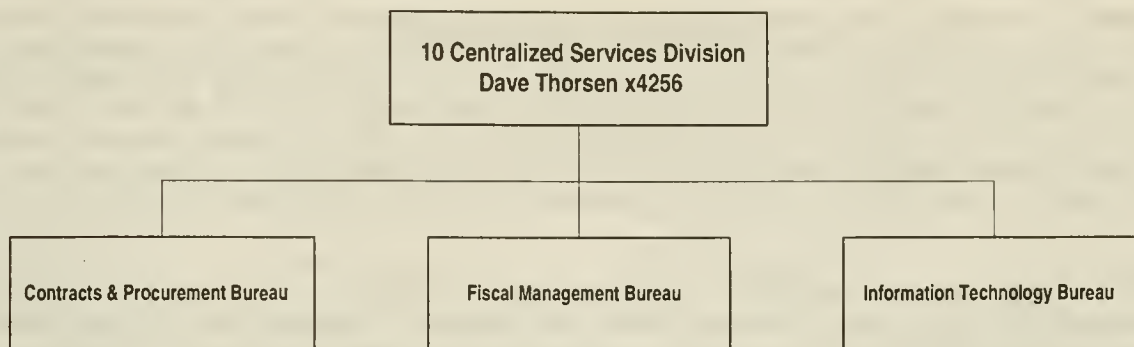 10 Centralized Services Division
Dave Thorsen x4256
Contracts & Procurement Bureau
Fiscal Management Bureau
Information Technology Bureau